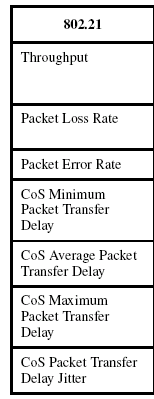 802.21
Throughput
Packet Loss Rate
Packet Error Rate
CoS Minimum
Packet Transfer
Delay
CoS Average Packet
Transfer Delay
CoS Maximum
Packet Transfer
Delay
CoS Packet Transfer
Delay Jitter